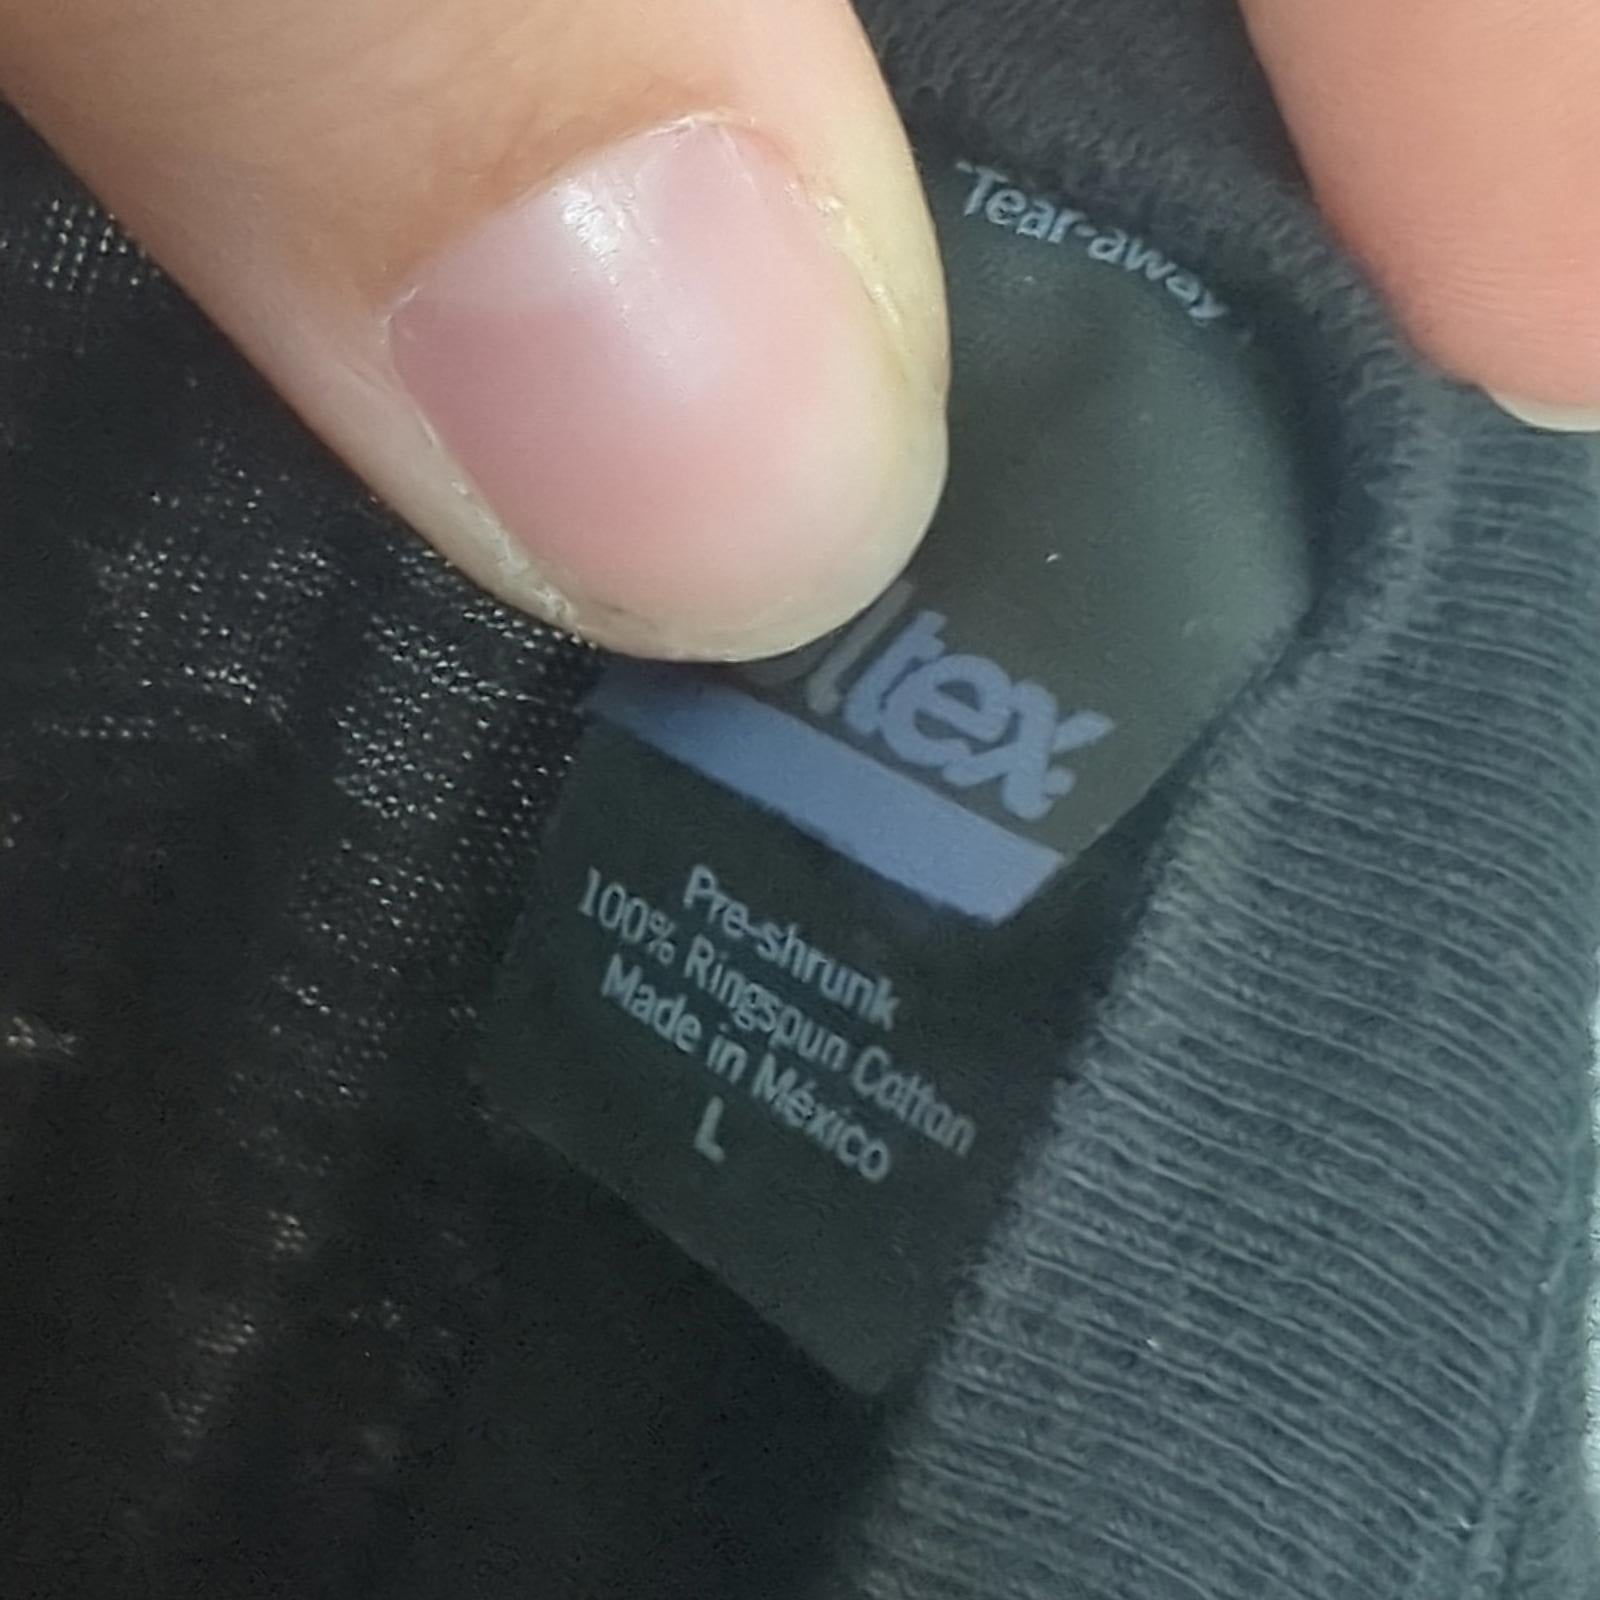 Tear-away
tex
Pre-shrunk
100% Ringspun Cotton
Made in México
L